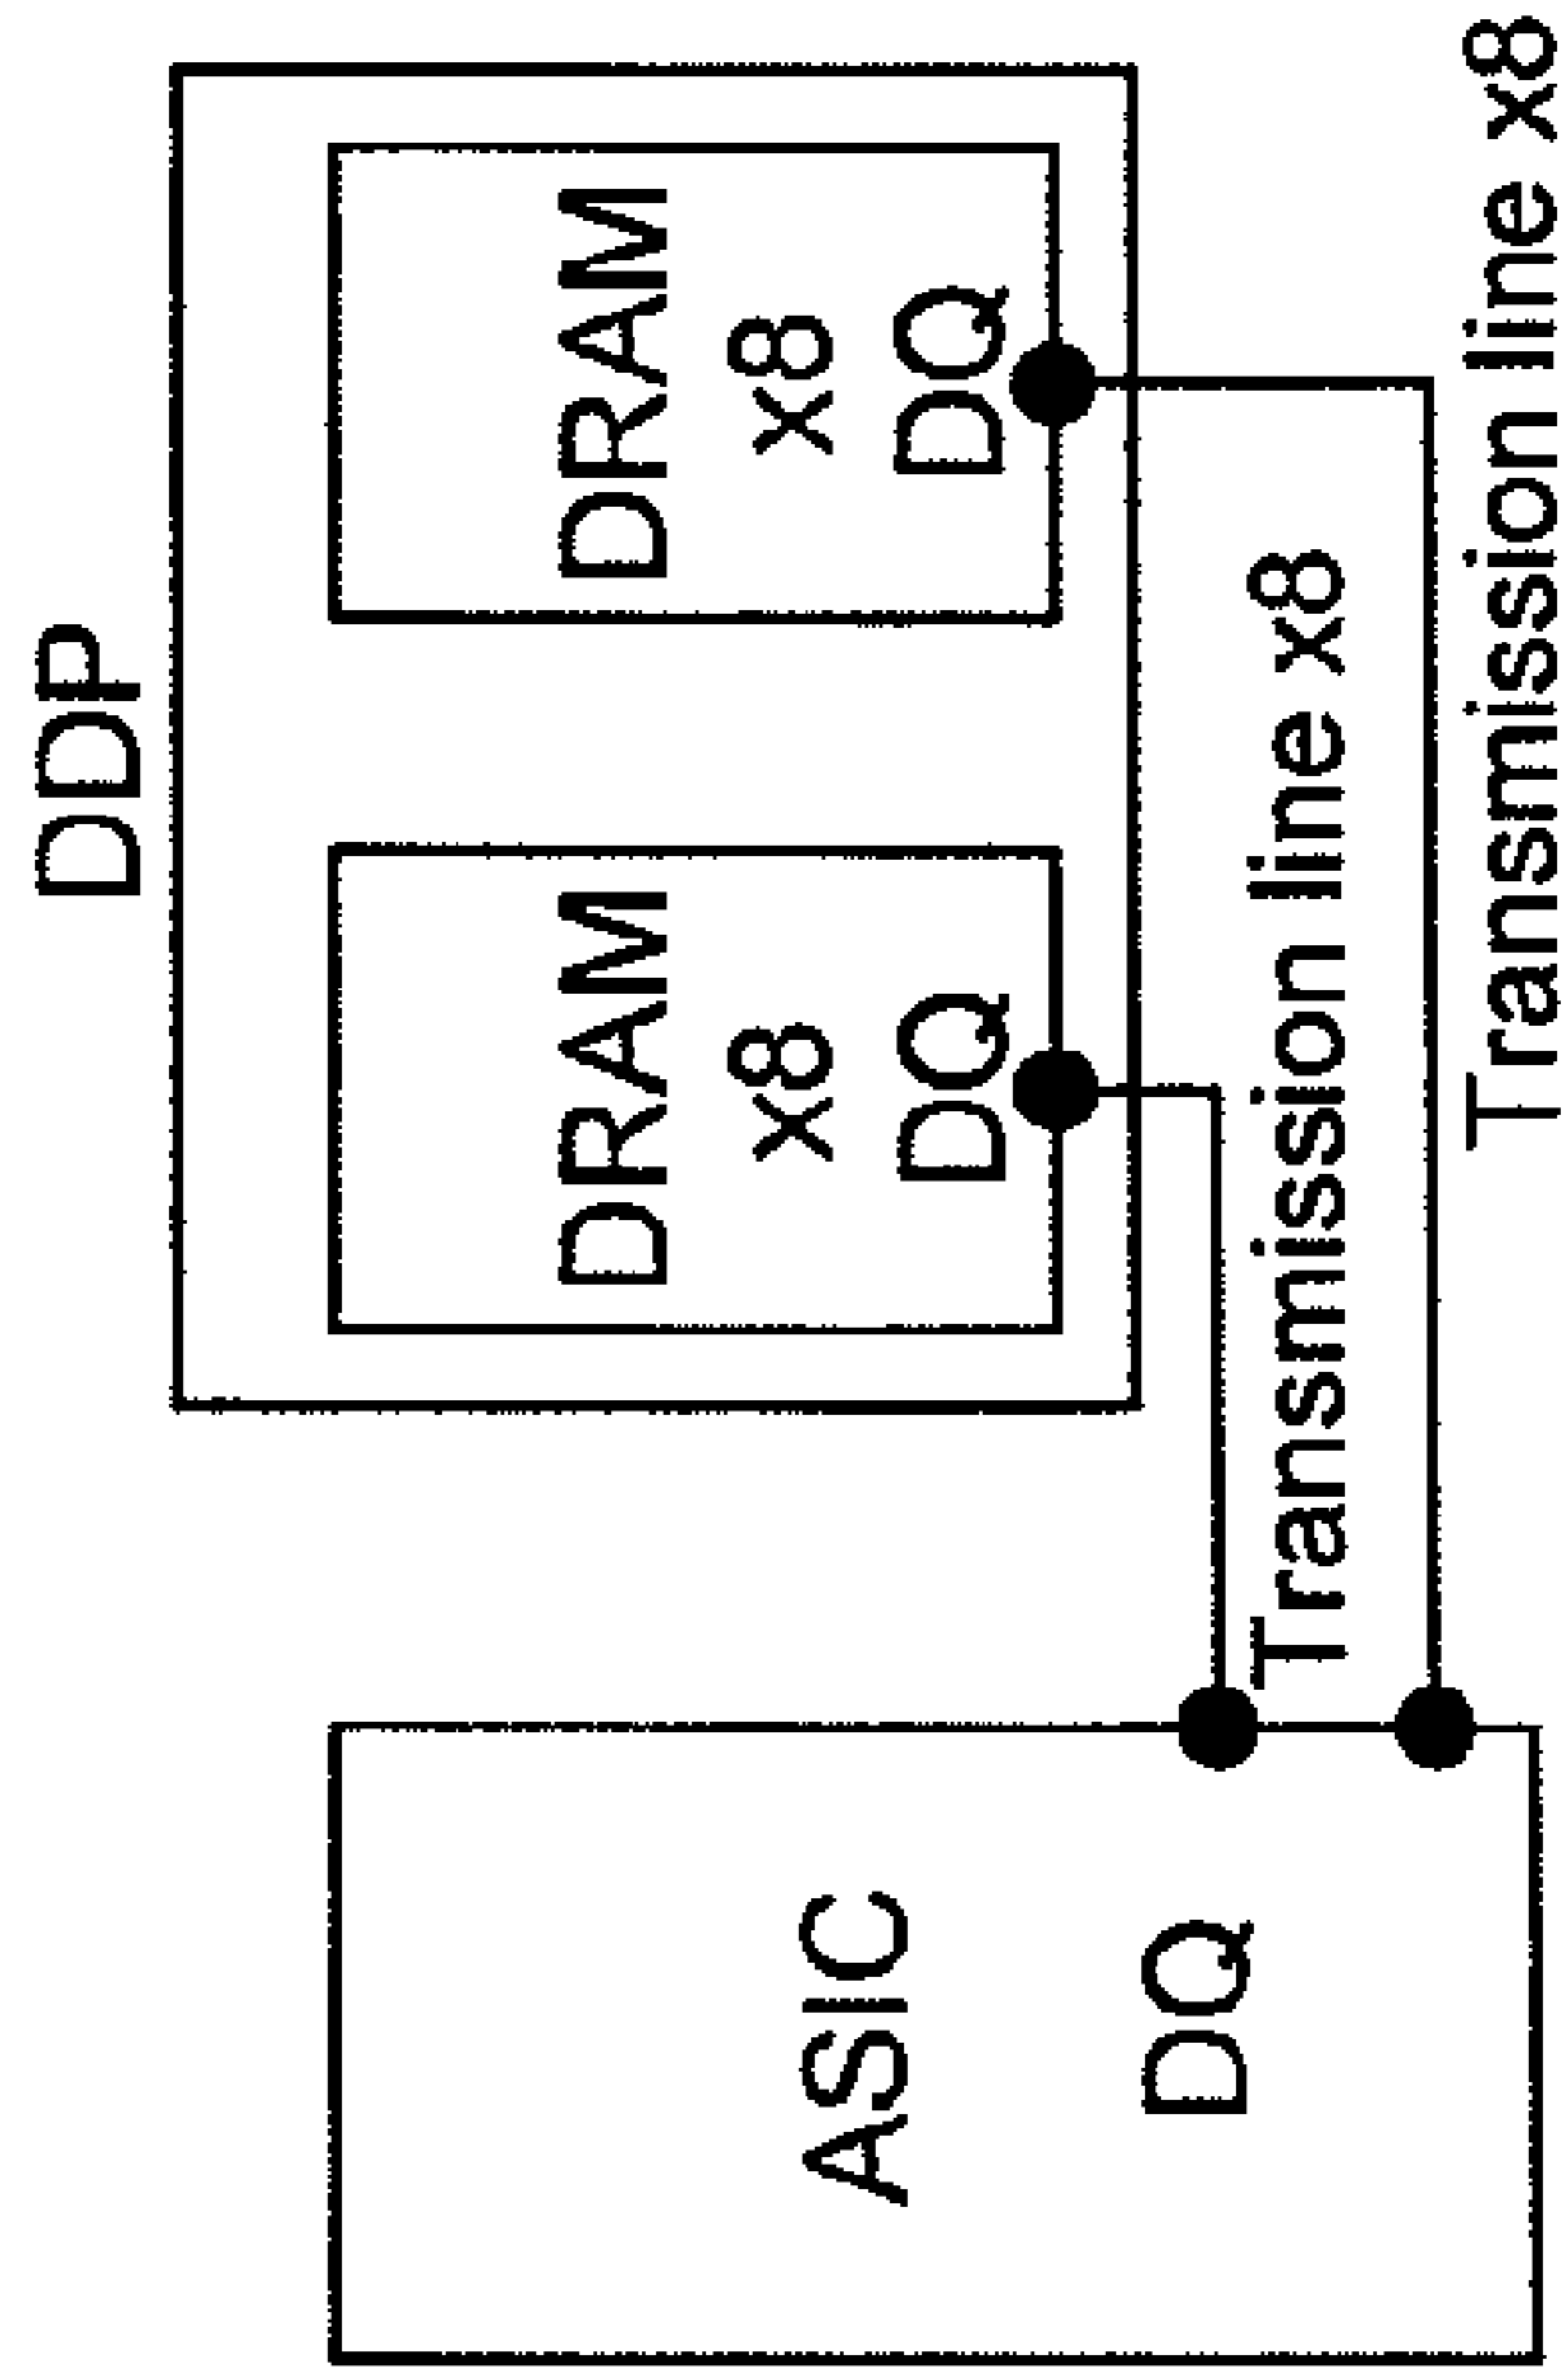 DDP
DRAM
x8
DQ
DRAM
x8
DQ
ASIC
DQ
Transmission line x8
Transmission line x8